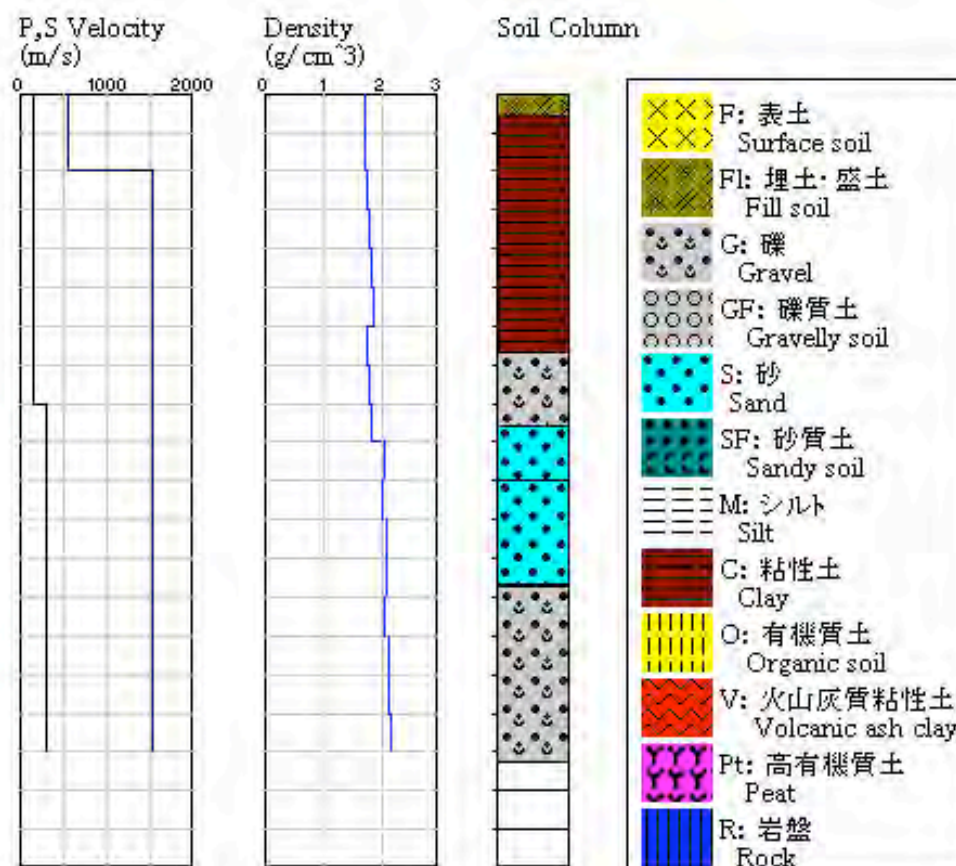 P,S Velocity
(m/s)
0 1000 2000
Density
(g/cm^3)
0 1 2 3
Soil Column
F: 表土
Surface soil
Fl: 埋土・盛土
Fill soil
G: 礫
Gravel
GF: 礫質土
Gravelly soil
S: 砂
Sand
SF: 砂質土
Sandy soil
M: シルト
Silt
C: 粘性土
Clay
O: 有機質土
Organic soil
V: 火山灰質粘性土
Volcanic ash clay
Pt: 高有機質土
Peat
R: 岩盤
Rock